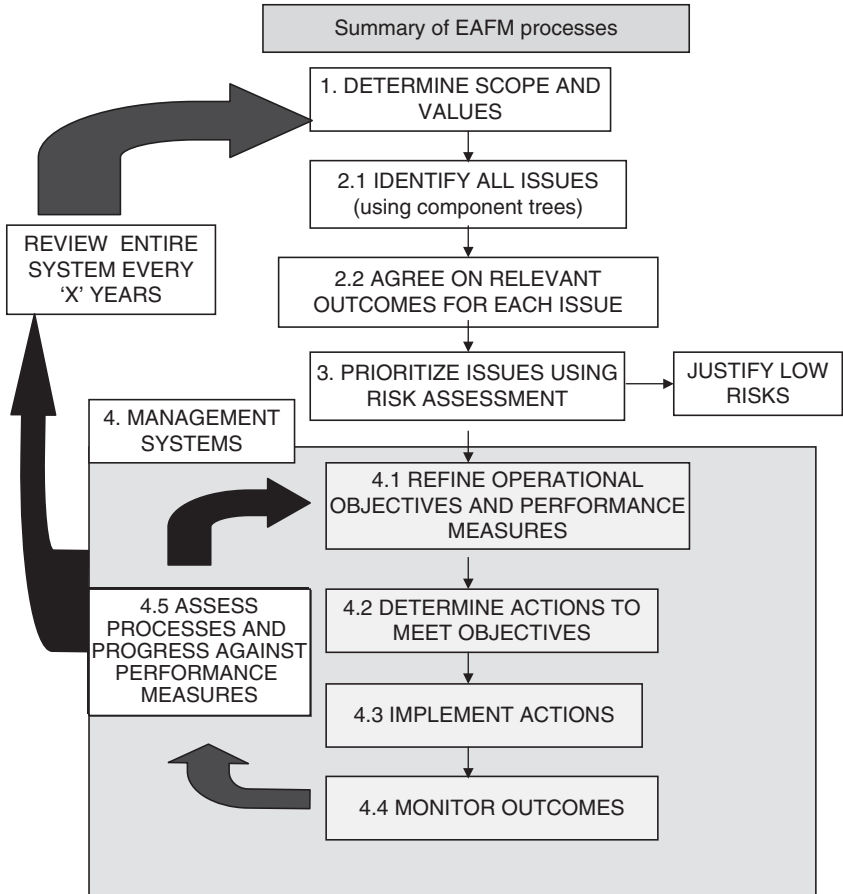 Summary of EAFM processes
1. DETERMINE SCOPE AND
VALUES
2.1 IDENTIFY ALL ISSUES
(using component trees)
REVIEW ENTIRE
SYSTEM EVERY
‘X’ YEARS
2.2 AGREE ON RELEVANT
OUTCOMES FOR EACH ISSUE
3. PRIORITIZE ISSUES USING
RISK ASSESSMENT
JUSTIFY LOW
RISKS
4. MANAGEMENT
SYSTEMS
4.1 REFINE OPERATIONAL
OBJECTIVES AND PERFORMANCE
MEASURES
4.2 DETERMINE ACTIONS TO
MEET OBJECTIVES
4.5 ASSESS
PROCESSES AND
PROGRESS AGAINST
PERFORMANCE
MEASURES
4.3 IMPLEMENT ACTIONS
4.4 MONITOR OUTCOMES